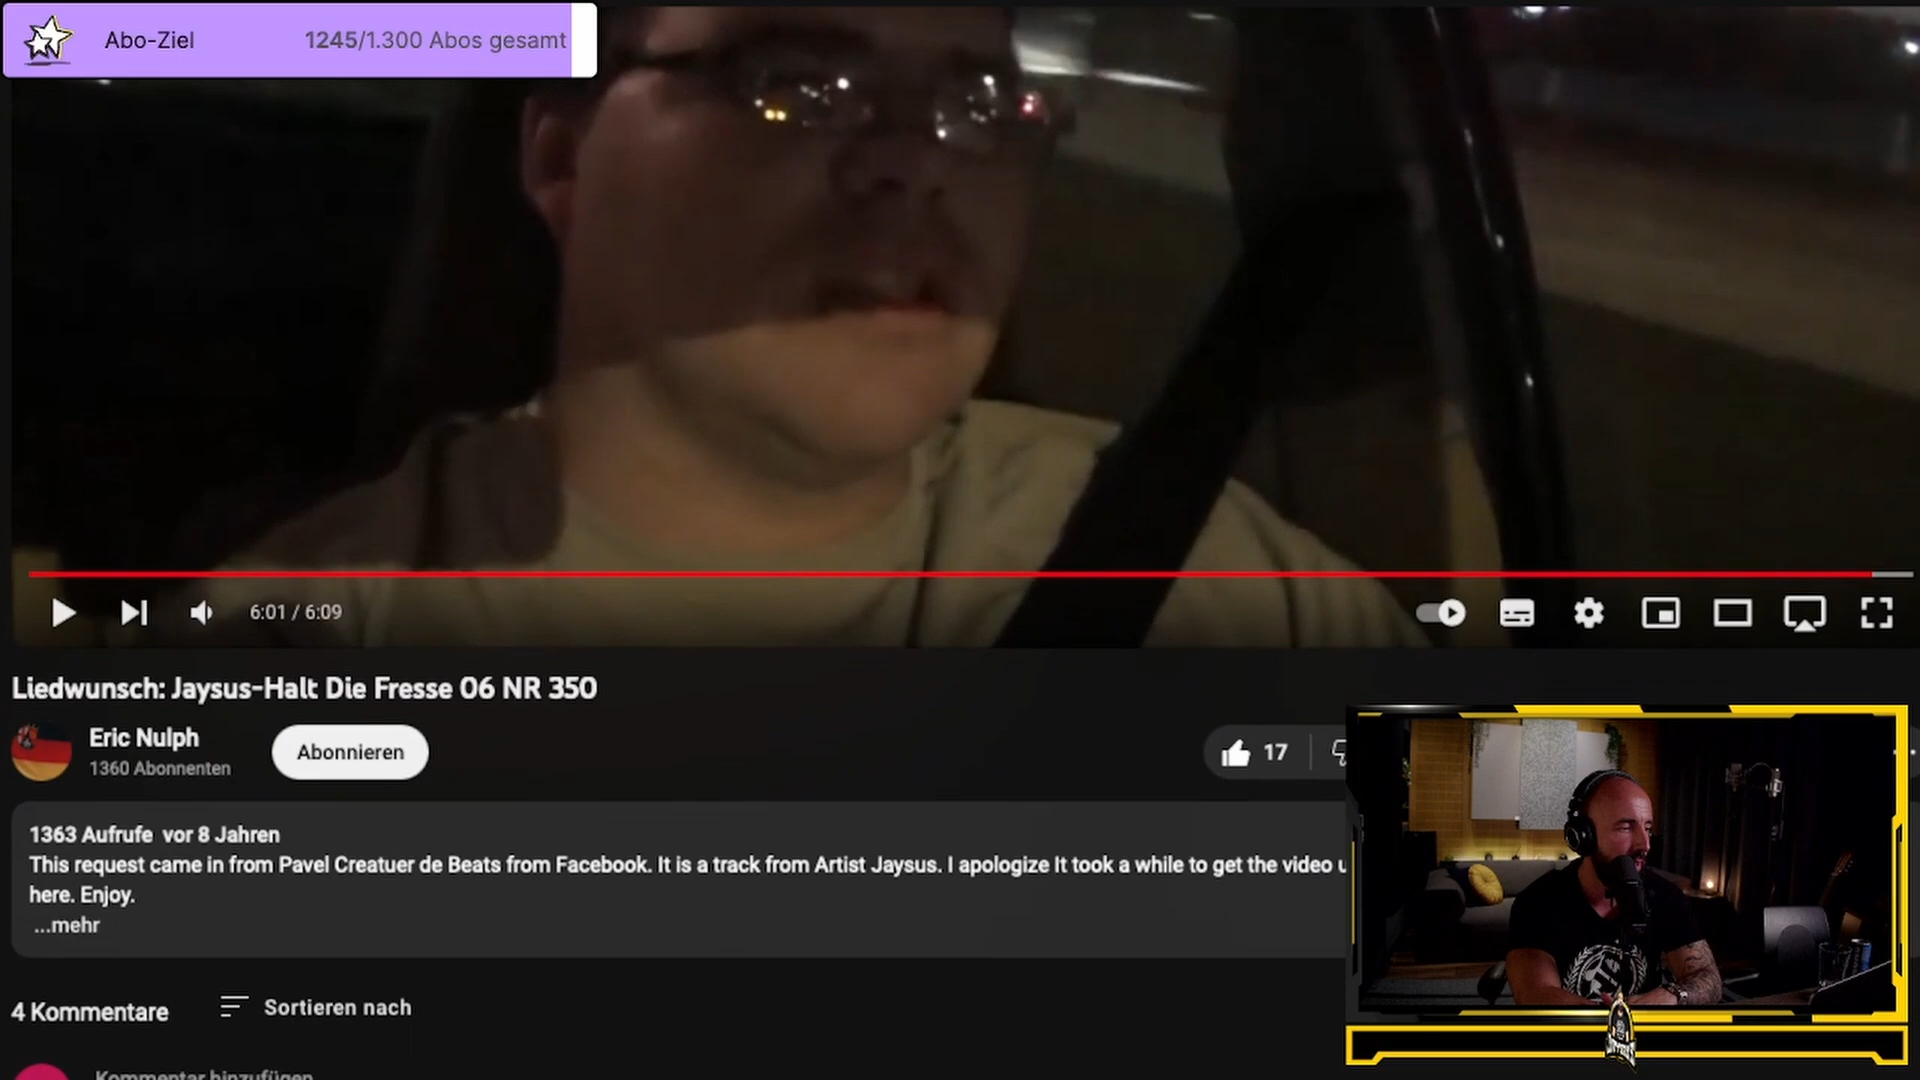 Abo-Ziel
1245/1.300 Abos gesamt
6:01 / 6:09
Liedwunsch: Jaysus-Halt Die Fresse 06 NR 350
Eric Nulph
1360 Abonnenten
Abonnieren
17
1363 Aufrufe vor 8 Jahren
This request came in from Pavel Creatuer de Beats from Facebook. It is a track from Artist Jaysus. I apologize It took a while to get the video
here. Enjoy.
...mehr
4 Kommentare
Sortieren nach
Kommentar hinzufügen